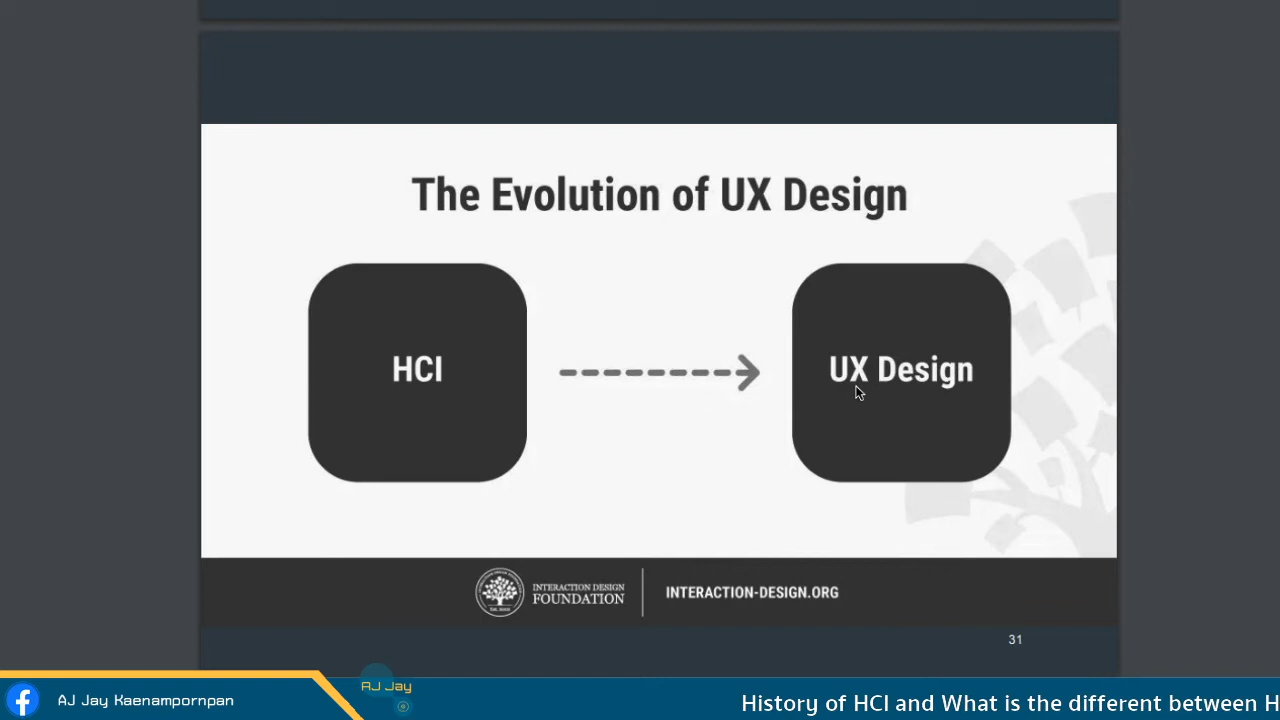 The Evolution of UX Design
HCI
UX Design
INTERACTION DESIGN
FOUNDATION
INTERACTION-DESIGN.ORG
31
AJ Jay Kaenampornpan
AJ Jay
History of HCI and What is the different between H